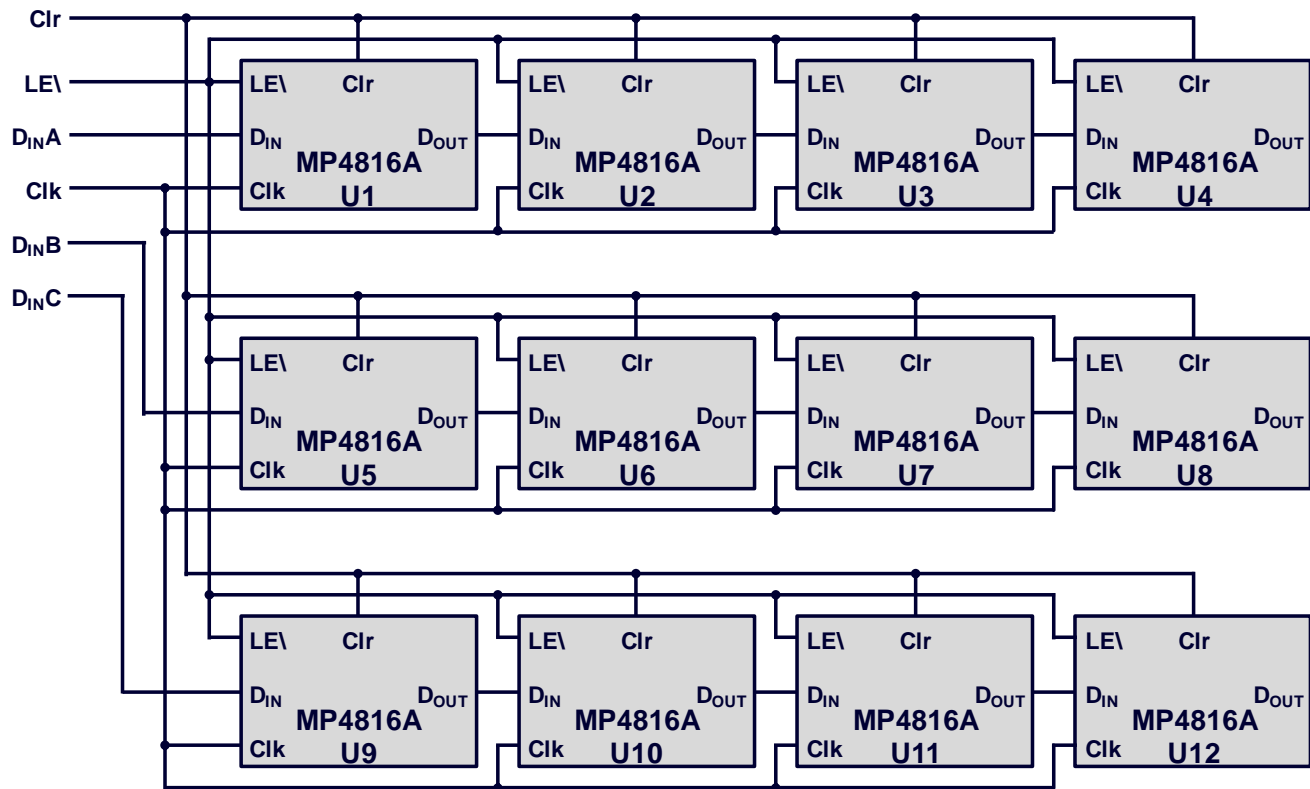 Clr
LE\
DINA
Clk
DINB
DINC
LE\ Clr
DIN DOUT
MP4816A
Clk U1
LE\ Clr
DIN DOUT
MP4816A
Clk U2
LE\ Clr
DIN DOUT
MP4816A
Clk U3
LE\ Clr
DIN DOUT
MP4816A
Clk U4
LE\ Clr
DIN DOUT
MP4816A
Clk U5
LE\ Clr
DIN DOUT
MP4816A
Clk U6
LE\ Clr
DIN DOUT
MP4816A
Clk U7
LE\ Clr
DIN DOUT
MP4816A
Clk U8
LE\ Clr
DIN DOUT
MP4816A
Clk U9
LE\ Clr
DIN DOUT
MP4816A
Clk U10
LE\ Clr
DIN DOUT
MP4816A
Clk U11
LE\ Clr
DIN DOUT
MP4816A
Clk U12